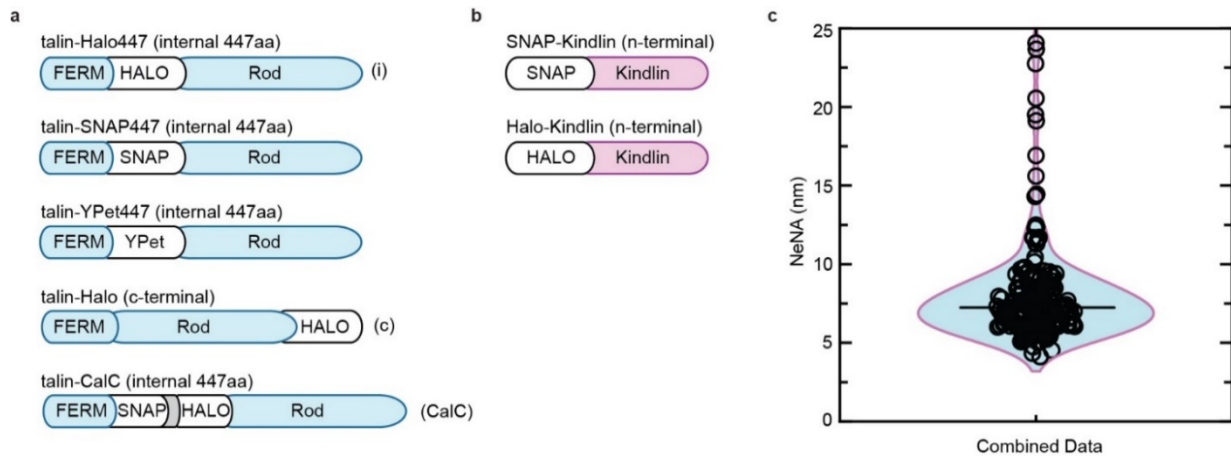 a
talin-Halo447 (internal 447aa)
FERM HALO Rod (i)
talin-SNAP447 (internal 447aa)
FERM SNAP Rod
talin-YPet447 (internal 447aa)
FERM YPet Rod
talin-Halo (c-terminal)
FERM Rod HALO (c)
talin-CalC (internal 447aa)
FERM SNAP HALO Rod (CalC)
b
SNAP-Kindlin (n-terminal)
SNAP Kindlin
Halo-Kindlin (n-terminal)
HALO Kindlin
c
25
20
15
10
5
0
NeNA (nm)
Combined Data